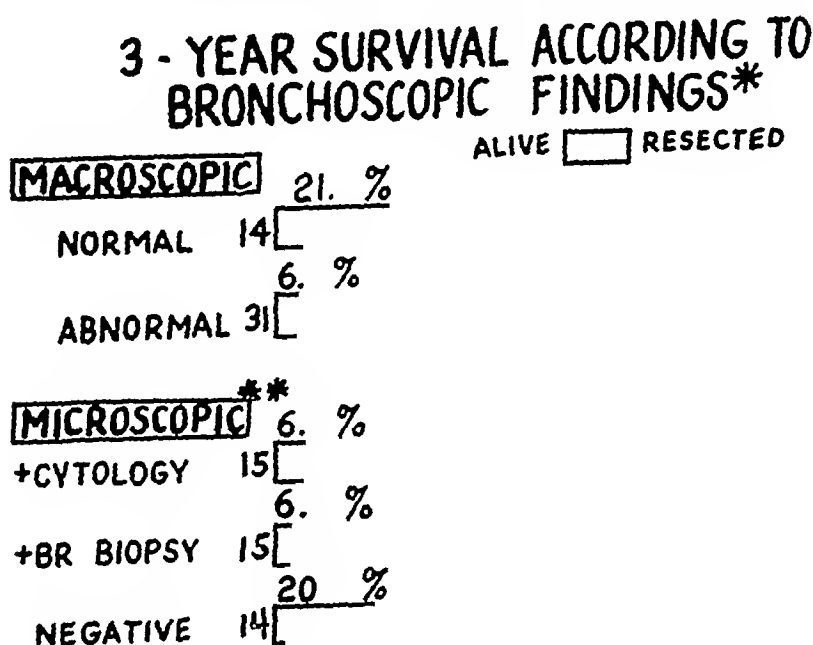 3 - YEAR SURVIVAL ACCORDING TO
BRONCHOSCOPIC FINDINGS*
ALIVE RESECTED
MACROSCOPIC
21. %
NORMAL 14
6. %
ABNORMAL 31
MICROSCOPIC**
6. %
+CYTOLOGY 15
6. %
+BR BIOPSY 15
20 %
NEGATIVE 14